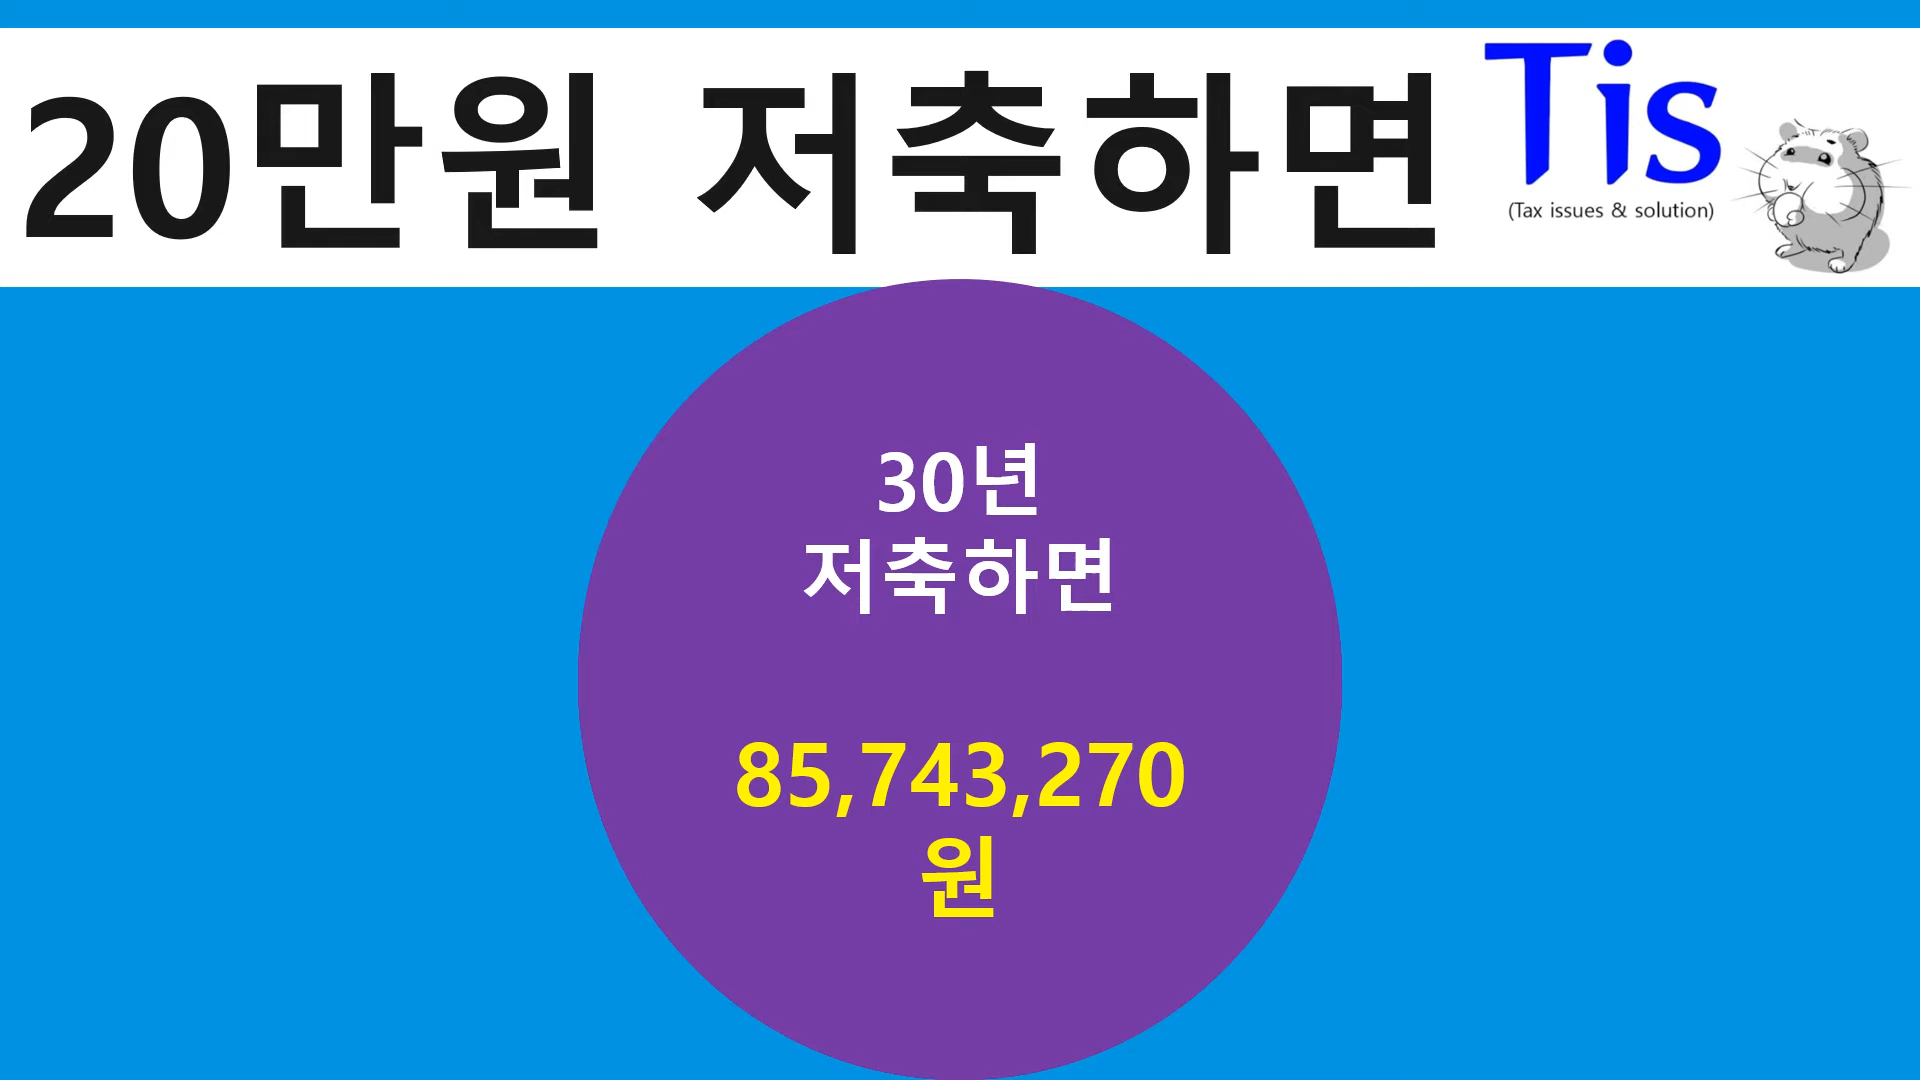 20만원 저축하면
Tis
(Tax issues & solution)
30년
저축하면
85,743,270
원